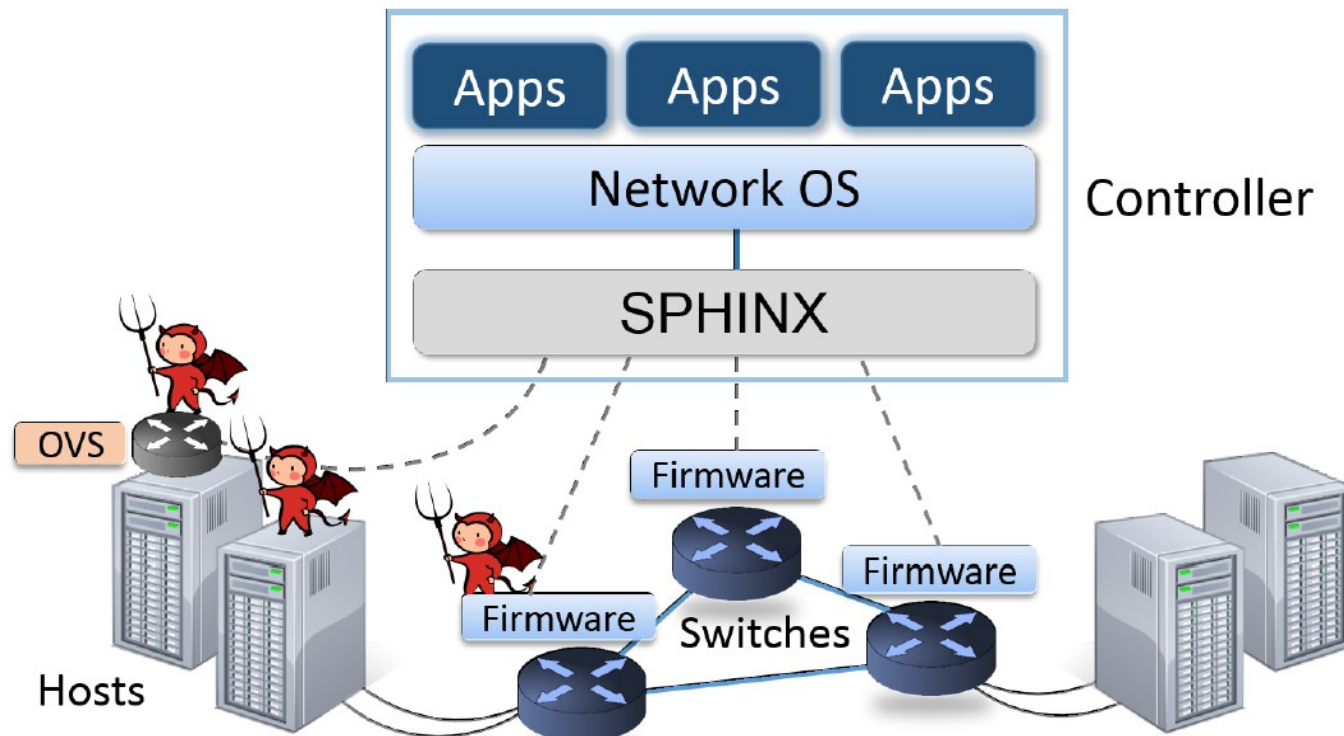 Apps
Apps
Apps
Network OS
Controller
SPHINX
OVS
Firmware
Firmware
Firmware
Switches
Hosts